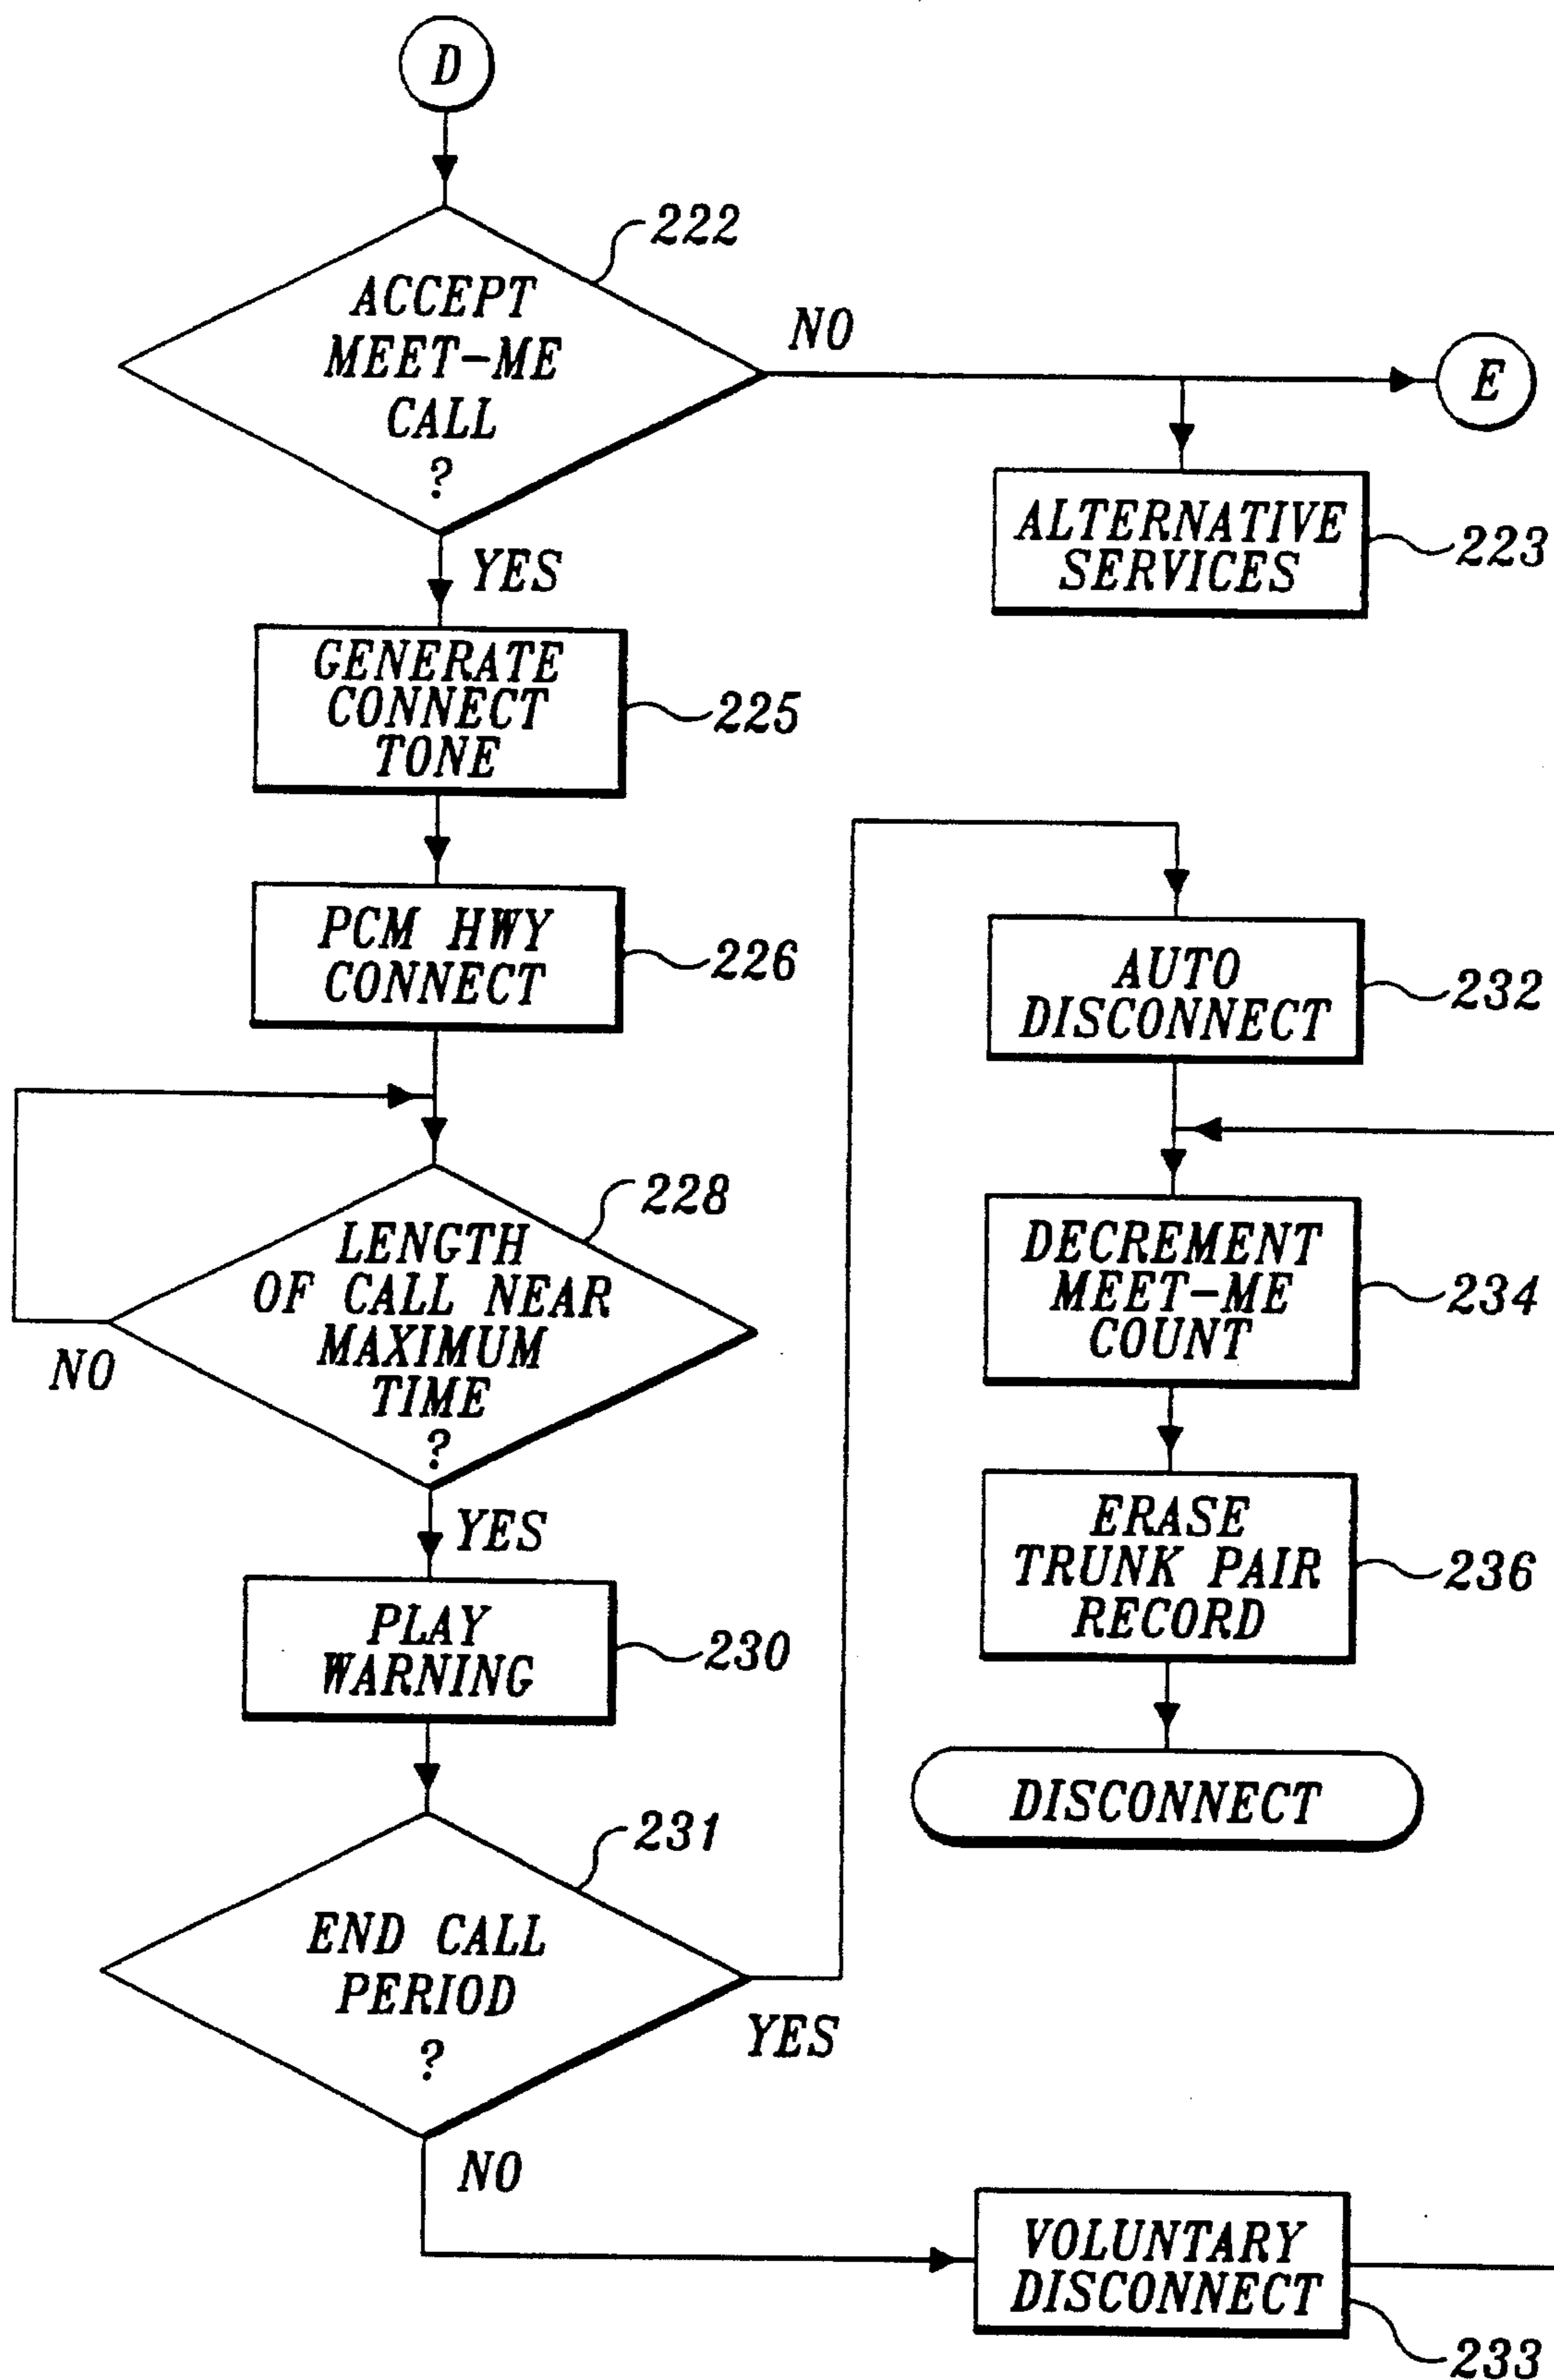 D
222
ACCEPT
MEET-ME
CALL
?
NO
E
ALTERNATIVE
SERVICES
223
YES
GENERATE
CONNECT
TONE
225
PCM HWY
CONNECT
226
LENGTH
OF CALL NEAR
MAXIMUM
TIME
?
228
NO
YES
PLAY
WARNING
230
END CALL
PERIOD
?
231
YES
NO
AUTO
DISCONNECT
232
DECREMENT
MEET-ME
COUNT
234
ERASE
TRUNK PAIR
RECORD
236
DISCONNECT
VOLUNTARY
DISCONNECT
233